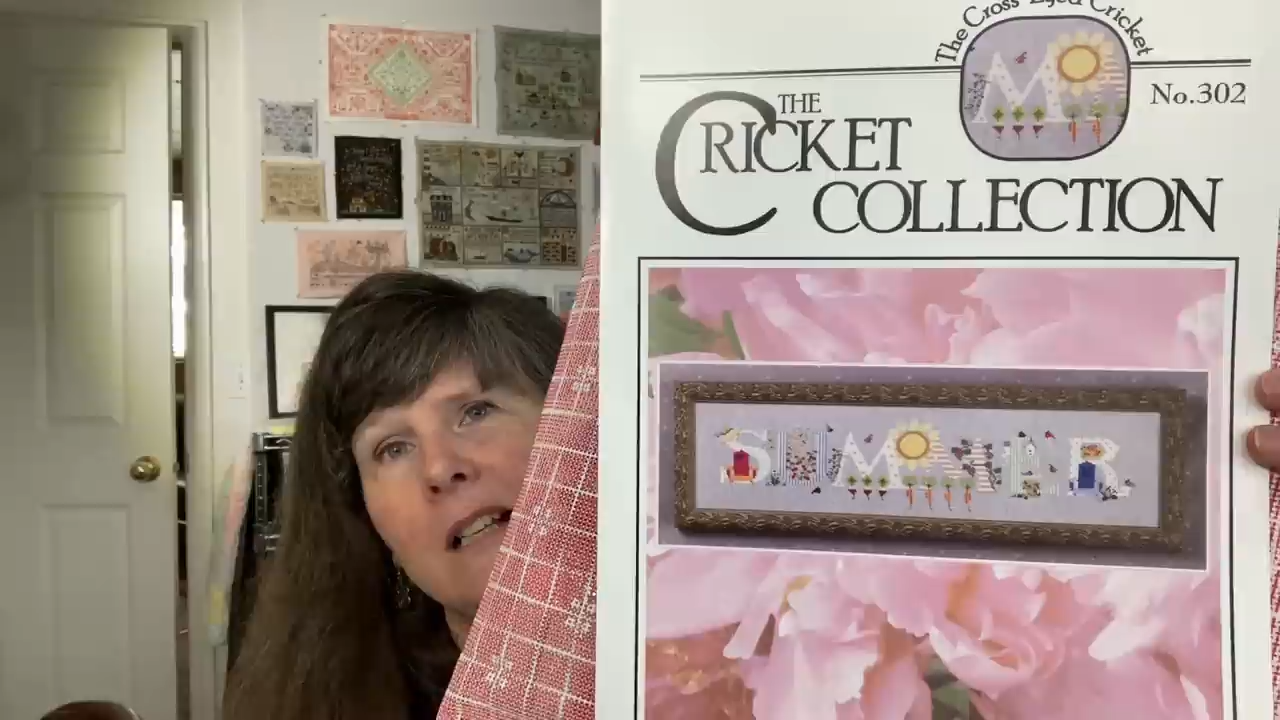 The Cross Eyed Cricket
No.302
THE
CRICKET
COLLECTION
SUMMER